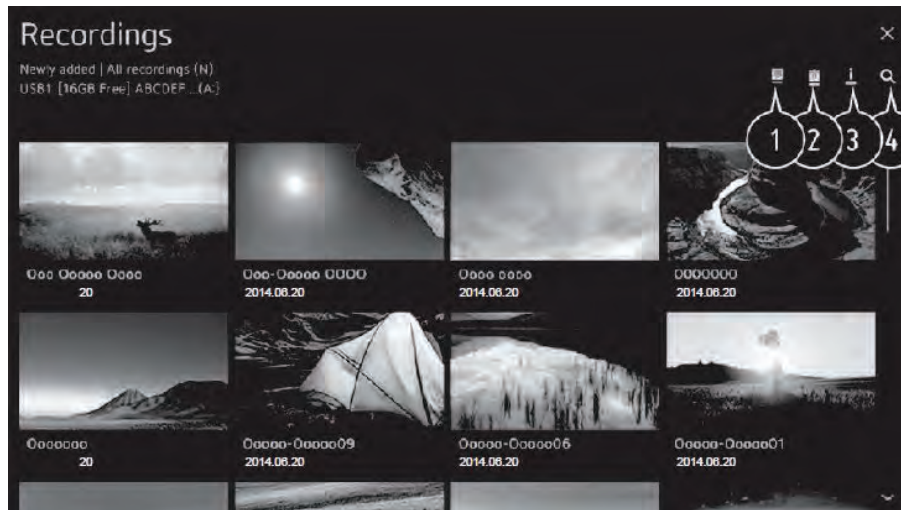 Recordings
Newly added | All recordings (N)
USB1 [16GB Free] ABCDEF...(A:)
1 2 3 4
Ooo Ooooo Oooo
20
Ooo-Ooooo OOOO
2014.06.20
Oooo oooo
2014.06.20
OOOOOOO
2014.06.20
Ooooooo
20
Ooooo-Ooooo09
2014.06.20
Ooooo-Ooooo06
2014.06.20
Ooooo-Ooooo01
2014.06.20